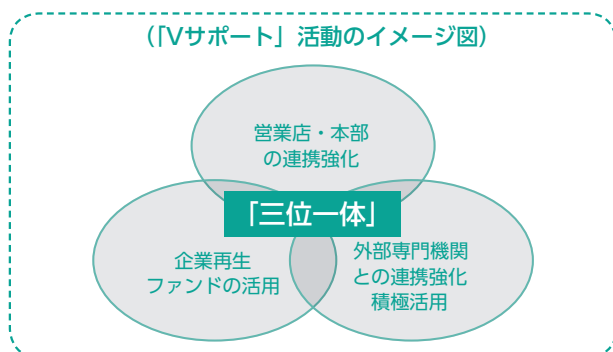 (「Vサポート」活動のイメージ図)
営業店・本部
の連携強化
「三位一体」
企業再生
ファンドの活用
外部専門機関
との連携強化
積極活用